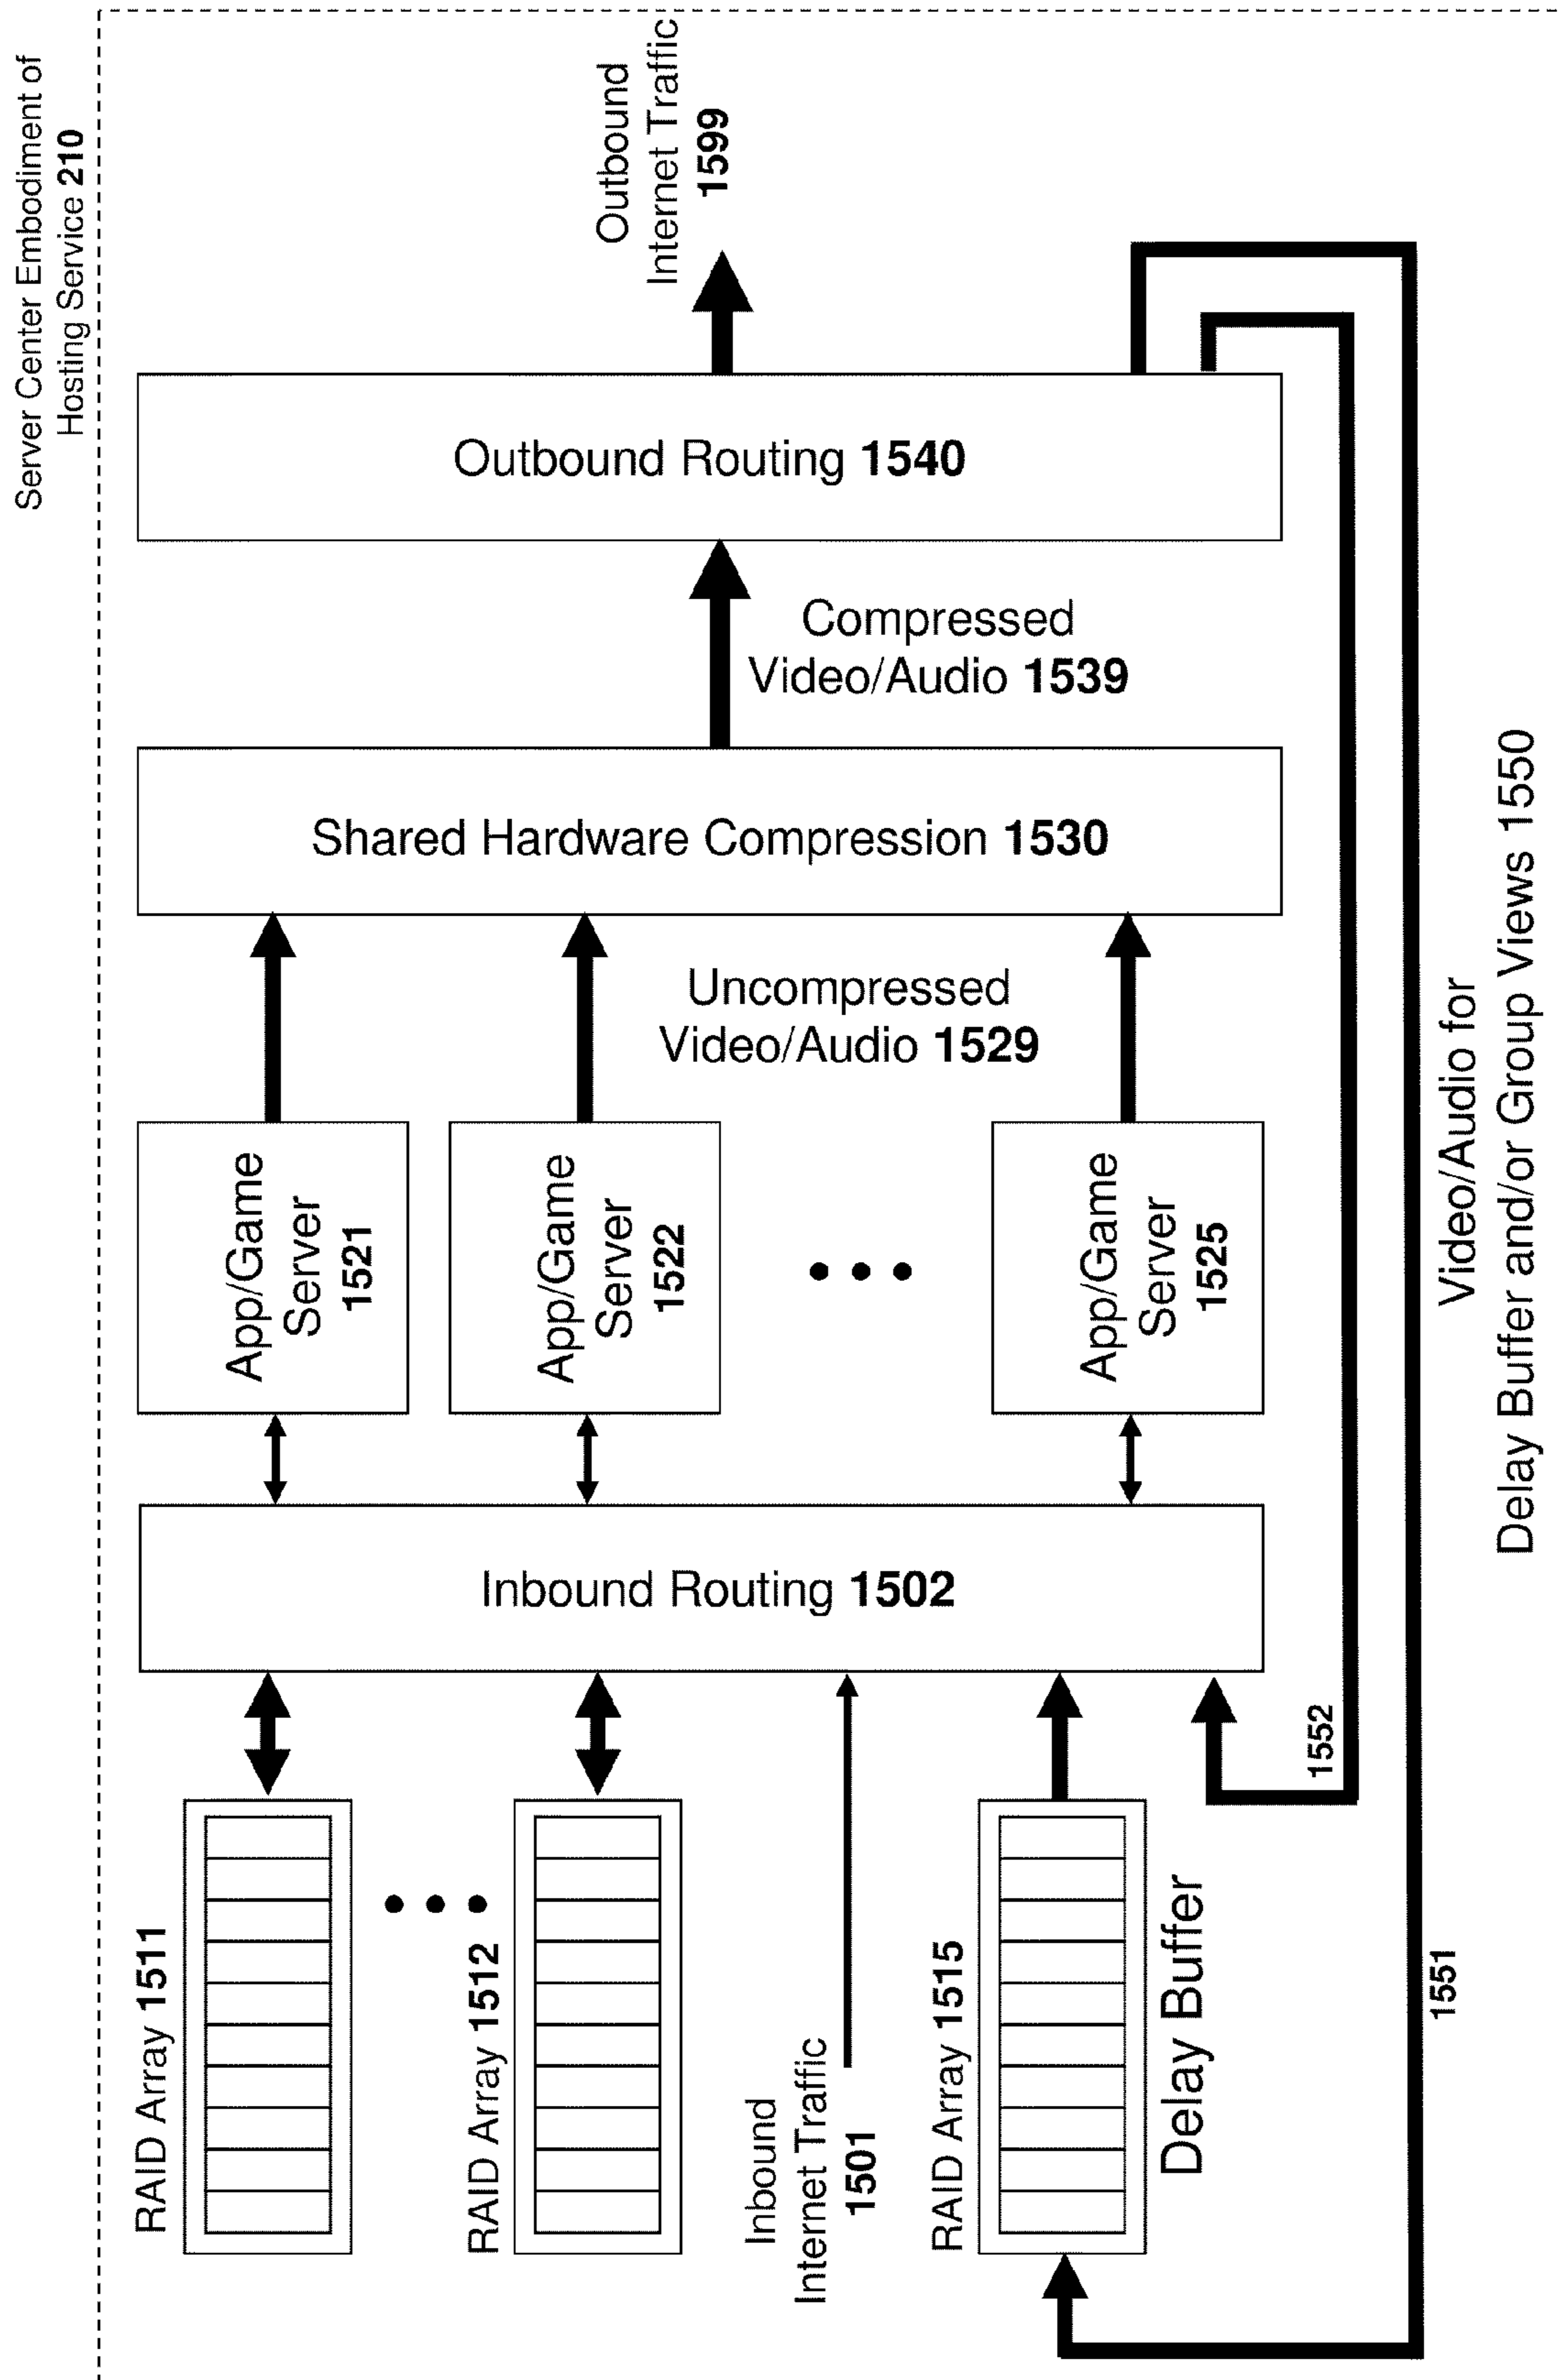 Server Center Embodiment of
Hosting Service 210
RAID Array 1511
RAID Array 1512
Inbound
Internet Traffic
1501
RAID Array 1515
Delay Buffer
Inbound Routing 1502
App/Game
Server
1521
App/Game
Server
1522
App/Game
Server
1525
Uncompressed
Video/Audio 1529
Shared Hardware Compression 1530
Compressed
Video/Audio 1539
Outbound Routing 1540
Outbound
Internet Traffic
1599
1552
1551
Video/Audio for
Delay Buffer and/or Group Views 1550